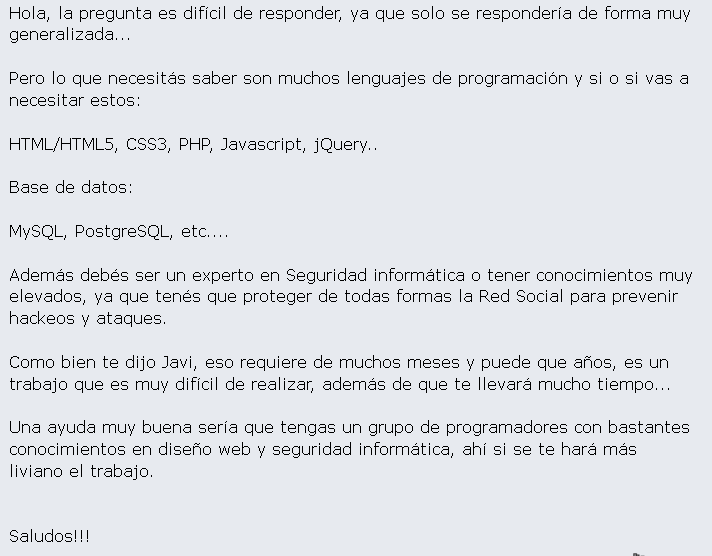 Hola, la pregunta es difícil de responder, ya que solo se respondería de forma muy
generalizada...
Pero lo que necesitás saber son muchos lenguajes de programación y si o si vas a
necesitar estos:
HTML/HTML5, CSS3, PHP, Javascript, jQuery..
Base de datos:
MySQL, PostgreSQL, etc....
Además debés ser un experto en Seguridad informática o tener conocimientos muy
elevados, ya que tenés que proteger de todas formas la Red Social para prevenir
hackeos y ataques.
Como bien te dijo Javi, eso requiere de muchos meses y puede que años, es un
trabajo que es muy difícil de realizar, además de que te llevará mucho tiempo...
Una ayuda muy buena sería que tengas un grupo de programadores con bastantes
conocimientos en diseño web y seguridad informática, ahí si se te hará más
liviano el trabajo.
Saludos!!!